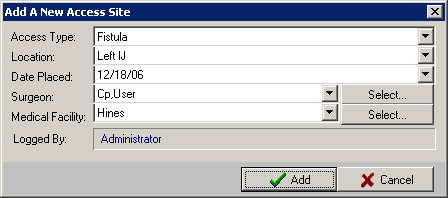 Add A New Access Site
Access Type: Fistula
Location: Left IJ
Date Placed: 12/18/06
Surgeon: Cp,User Select...
Medical Facility: Hines Select...
Logged By: Administrator
Add Cancel